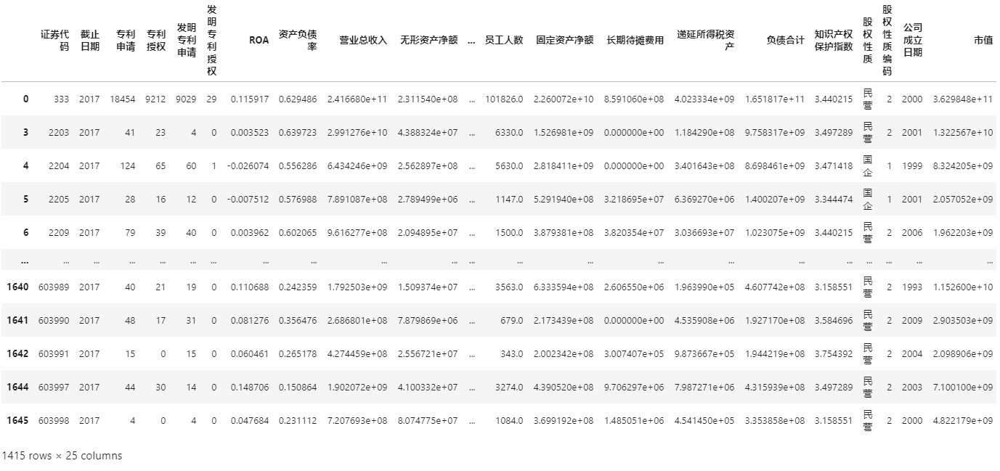 证券代码 截止日期 专利申请 专利授权 发明专利申请 发明专利授权 ROA 资产负债率 营业总收入 无形资产净额 ... 员工人数 固定资产净额 长期待摊费用 递延所得税资产 负债合计 知识产权保护指数 股权性质 股权性质编码 公司成立日期 市值
0 333 2017 18454 9212 9029 29 0.115917 0.629486 2.416680e+11 2.311540e+08 ... 101826.0 2.260072e+10 8.591060e+08 4.023334e+09 1.651817e+11 3.440215 民营 2 2000 3.629848e+11
3 2203 2017 41 23 4 0 0.003523 0.639723 2.991276e+10 4.388324e+07 ... 6330.0 1.526981e+09 0.000000e+00 1.184290e+08 9.758317e+09 3.497289 民营 2 2001 1.322567e+10
4 2204 2017 124 65 60 1 -0.026074 0.556286 6.434246e+09 2.562897e+08 ... 5630.0 2.818411e+09 0.000000e+00 3.401643e+08 8.698461e+09 3.471418 国企 1 1999 8.324205e+09
5 2205 2017 28 16 12 0 -0.007512 0.576988 7.891087e+08 2.789499e+06 ... 1147.0 5.291940e+08 3.218695e+07 6.369270e+06 1.400207e+09 3.344474 国企 1 2001 2.057052e+09
6 2209 2017 79 39 40 0 0.003962 0.602065 9.616277e+08 2.094895e+07 ... 1500.0 3.879381e+08 3.820354e+07 3.036693e+07 1.023075e+09 3.440215 民营 2 2006 1.962203e+09
... ... ... ... ... ... ... ... ... ... ... ... ... ... ... ... ... ... ... ... ... ...
1640 603989 2017 40 21 19 0 0.110688 0.242359 1.792503e+09 1.509374e+07 ... 3563.0 6.333594e+08 2.606550e+06 1.963990e+05 4.607742e+08 3.158551 民营 2 1993 1.152600e+10
1641 603990 2017 48 17 31 0 0.081276 0.356476 2.686801e+08 7.879869e+06 ... 679.0 2.173439e+08 0.000000e+00 4.535908e+06 1.927170e+08 3.584696 民营 2 2009 2.903503e+09
1642 603991 2017 15 0 15 0 0.060461 0.265178 4.274459e+08 2.556721e+07 ... 343.0 2.002342e+08 3.007407e+05 9.873667e+05 1.944219e+08 3.754392 民营 2 2004 2.098906e+09
1644 603997 2017 44 30 14 0 0.148706 0.150864 1.902072e+09 4.100332e+07 ... 3274.0 4.390520e+08 9.706297e+06 7.987271e+06 4.315939e+08 3.497289 民营 2 2003 7.100100e+09
1645 603998 2017 4 0 4 0 0.047684 0.231112 7.207693e+08 8.074775e+07 ... 1084.0 3.699192e+08 1.485051e+06 4.541450e+05 3.353858e+08 3.158551 民营 2 2000 4.822179e+09
1415 rows × 25 columns